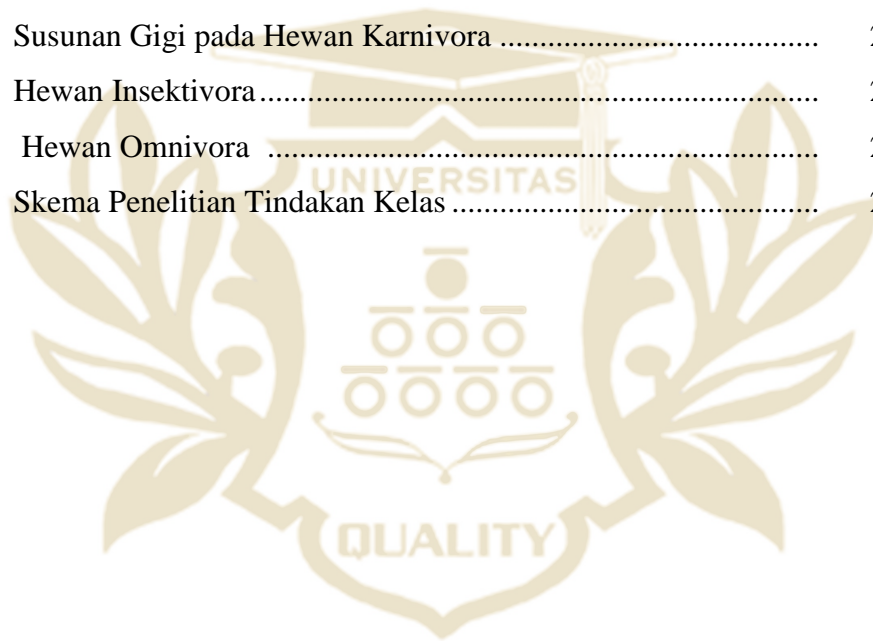 Susunan Gigi pada Hewan Karnivora ........................................
Hewan Insektivora.......................................................................
Hewan Omnivora ......................................................................
UNIVERSITAS
Skema Penelitian Tindakan Kelas ...............................................
QUALITY